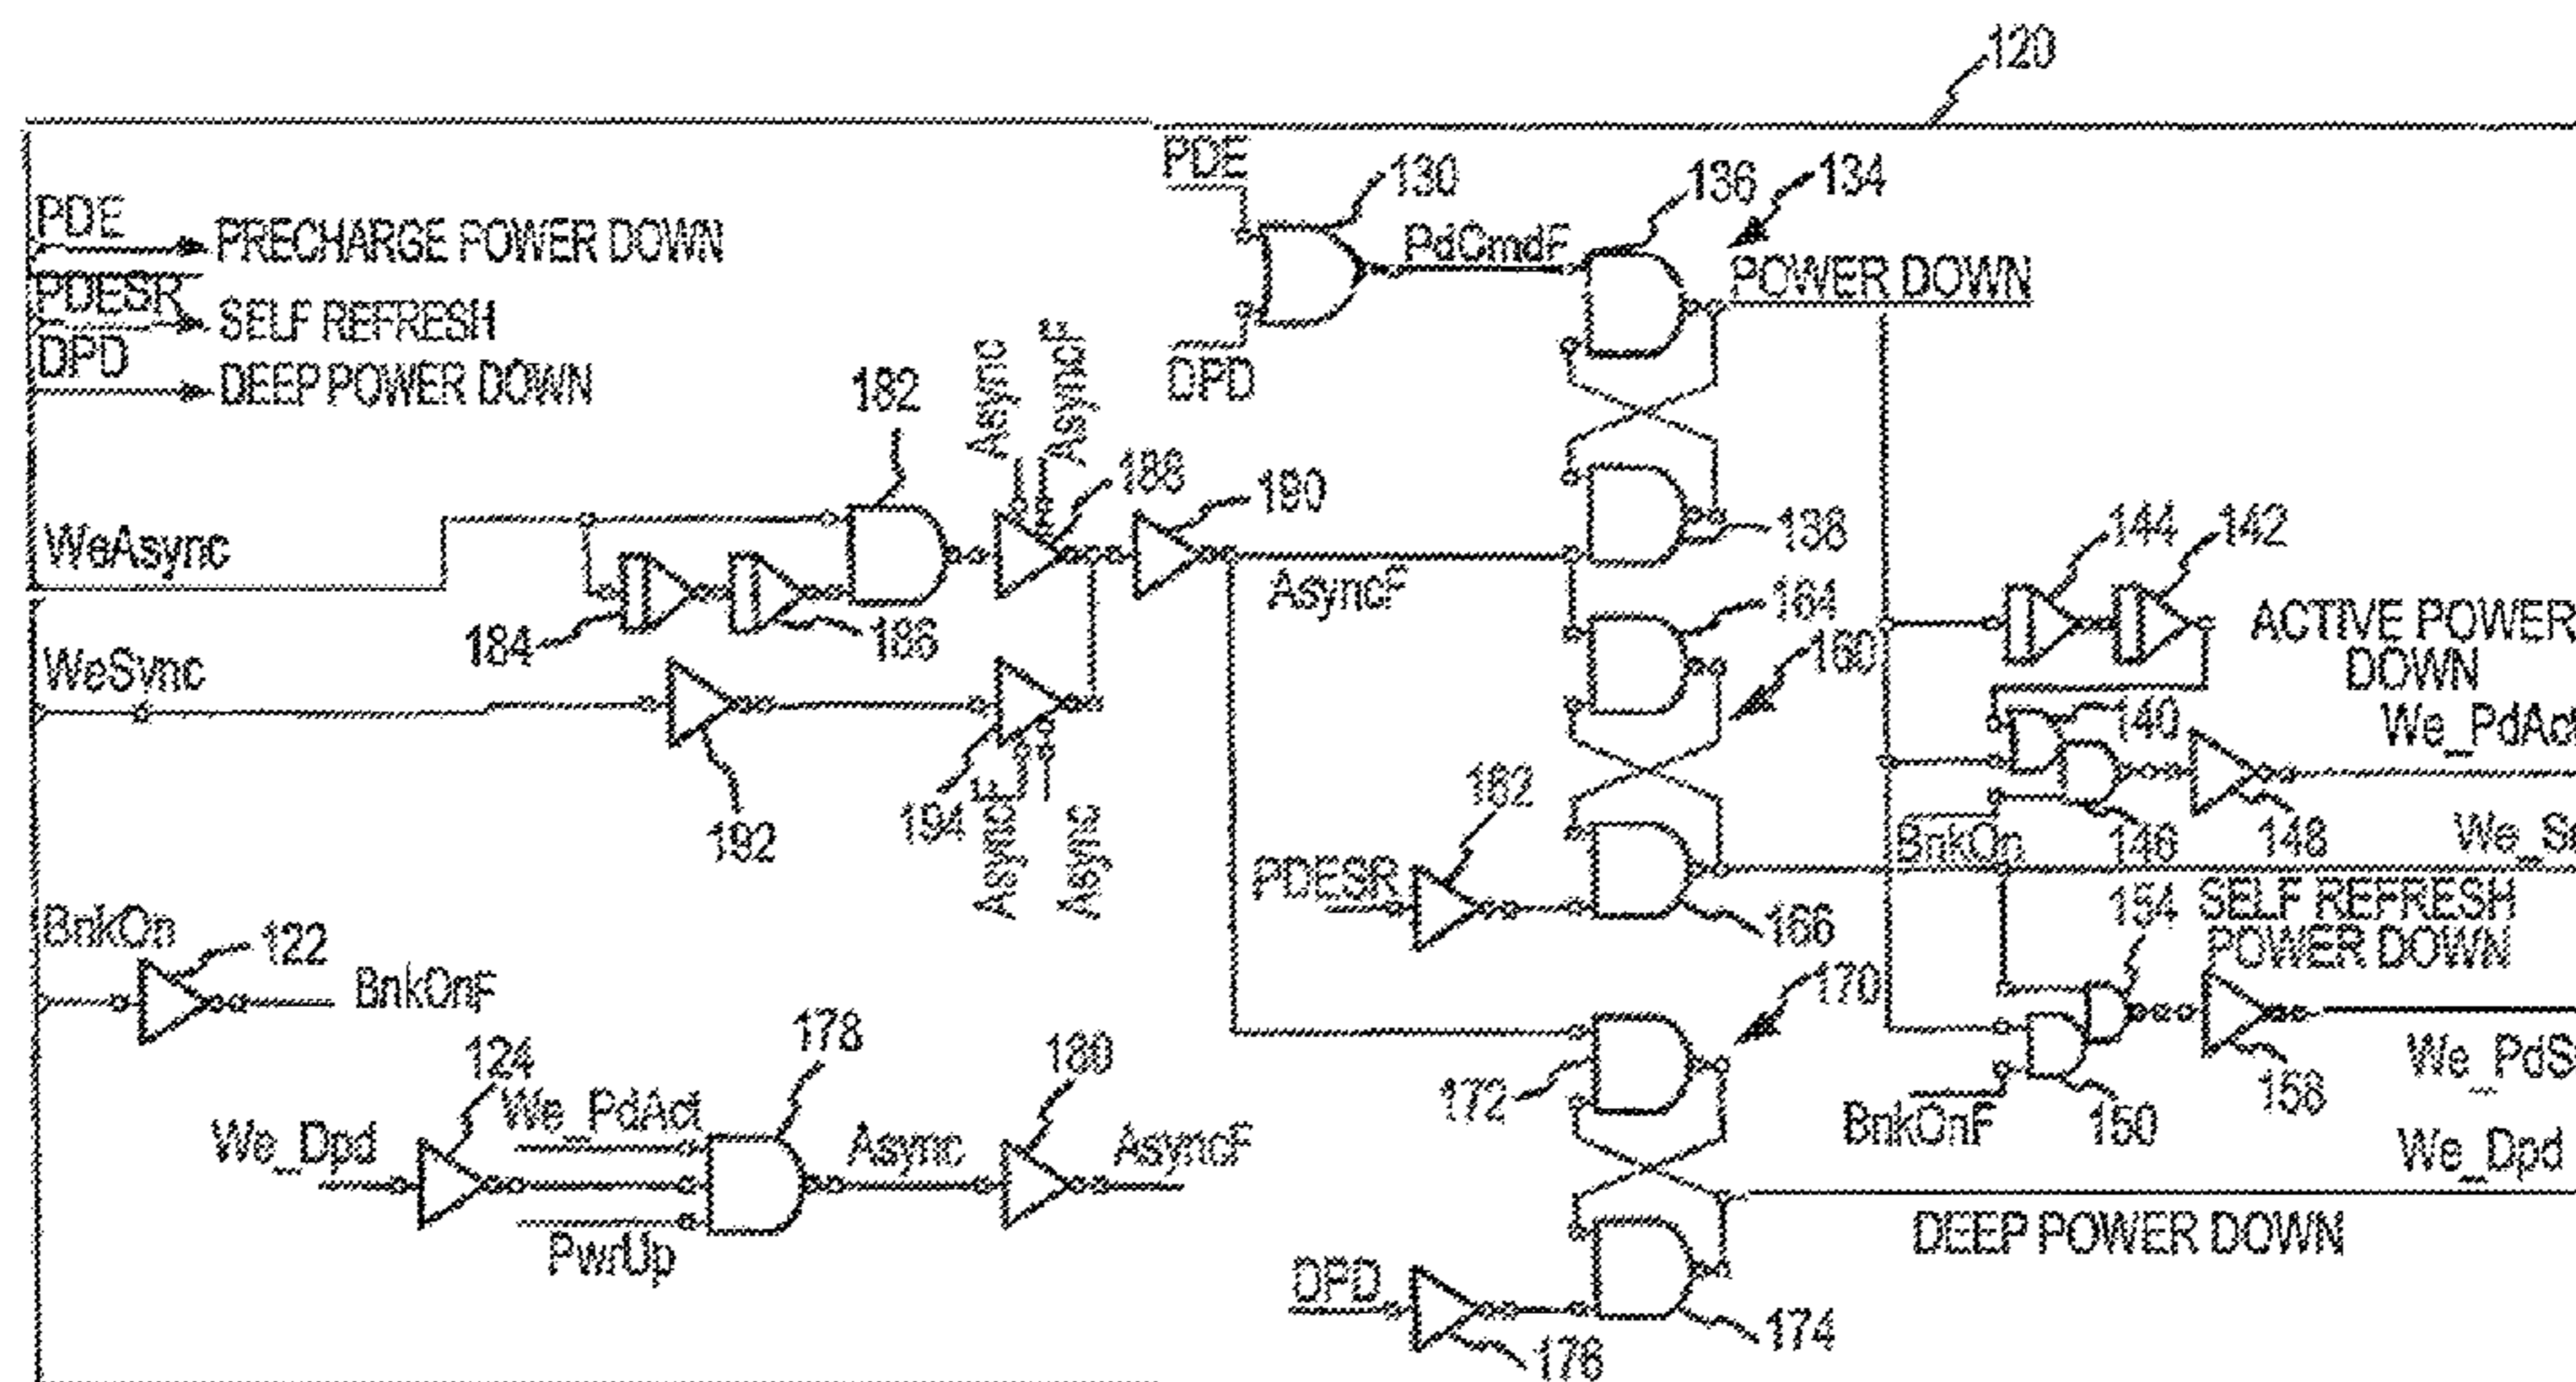 120
PDE
PRECHARGE POWER DOWN
PDESR
SELF REFRESH
DPD
DEEP POWER DOWN
WeAsync
WeSync
182
184
186
192
Async
AsyncF
188
190
194
AsyncF
Async
AsyncF
BnkOn
122
BnkOnF
We_Dpd
124
We_PdAct
PwrUp
178
Async
180
AsyncF
PDE
DPD
130
PdCmdF
136
134
POWER DOWN
138
164
160
PDESR
162
166
170
172
DPD
176
174
144
142
ACTIVE POWER
DOWN
We_PdAct
140
BnkOn
146
148
We_S
154
SELF REFRESH
POWER DOWN
BnkOnF
150
158
We_PdS
We_Dpd
DEEP POWER DOWN